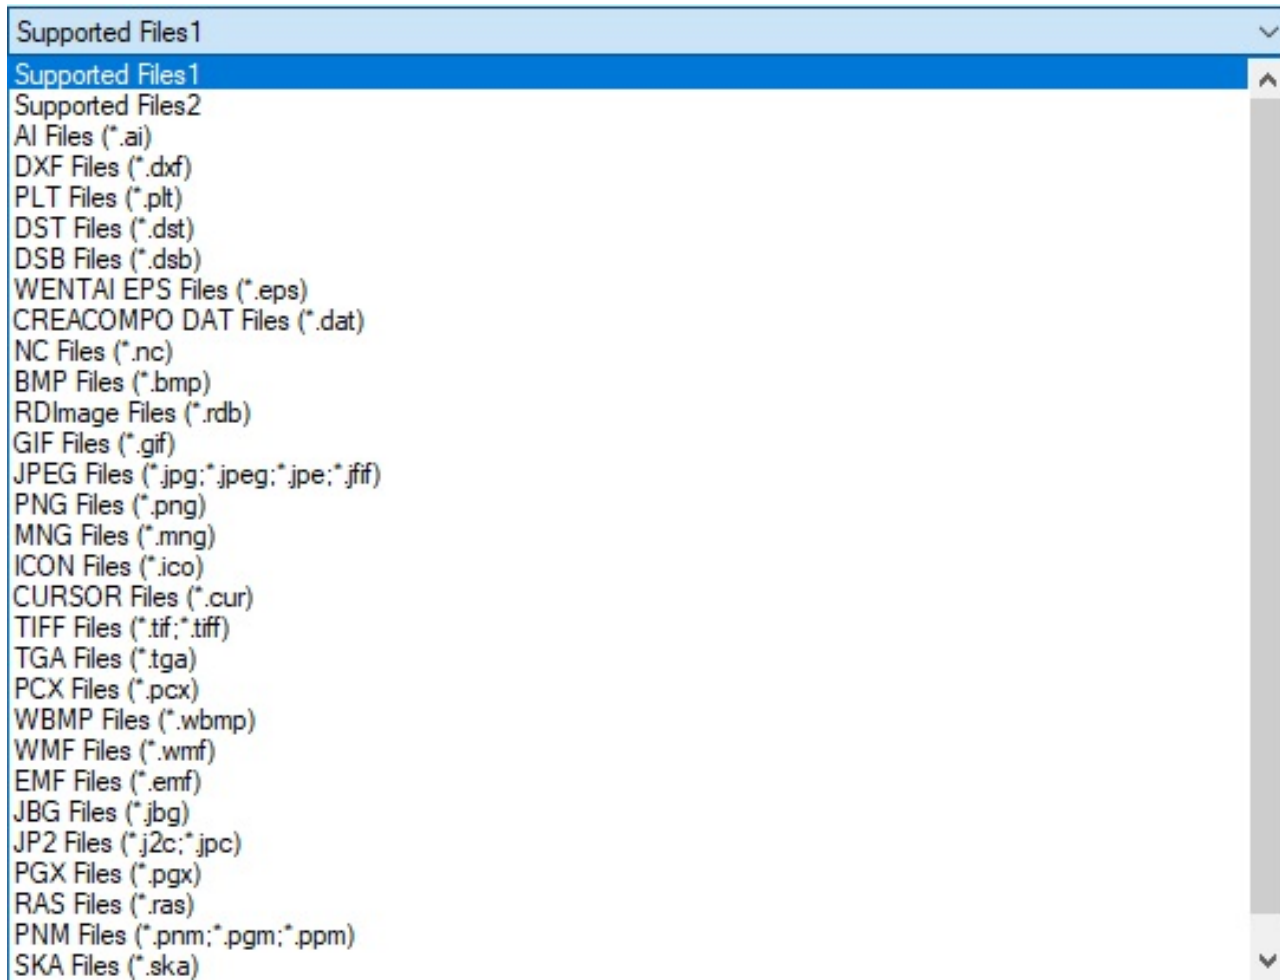 Supported Files1
Supported Files1
Supported Files2
AI Files (*.ai)
DXF Files (*.dxf)
PLT Files (*.plt)
DST Files (*.dst)
DSB Files (*.dsb)
WENTAI EPS Files (*.eps)
CREACOMPO DAT Files (*.dat)
NC Files (*.nc)
BMP Files (*.bmp)
RDImage Files (*.rdb)
GIF Files (*.gif)
JPEG Files (*.jpg;*.jpeg;*.jpe;*.jfif)
PNG Files (*.png)
MNG Files (*.mng)
ICON Files (*.ico)
CURSOR Files (*.cur)
TIFF Files (*.tif;*.tiff)
TGA Files (*.tga)
PCX Files (*.pcx)
WBMP Files (*.wbmp)
WMF Files (*.wmf)
EMF Files (*.emf)
JBG Files (*.jbg)
JP2 Files (*.j2c;*.jpc)
PGX Files (*.pgx)
RAS Files (*.ras)
PNM Files (*.pnm;*.pgm;*.ppm)
SKA Files (*.ska)